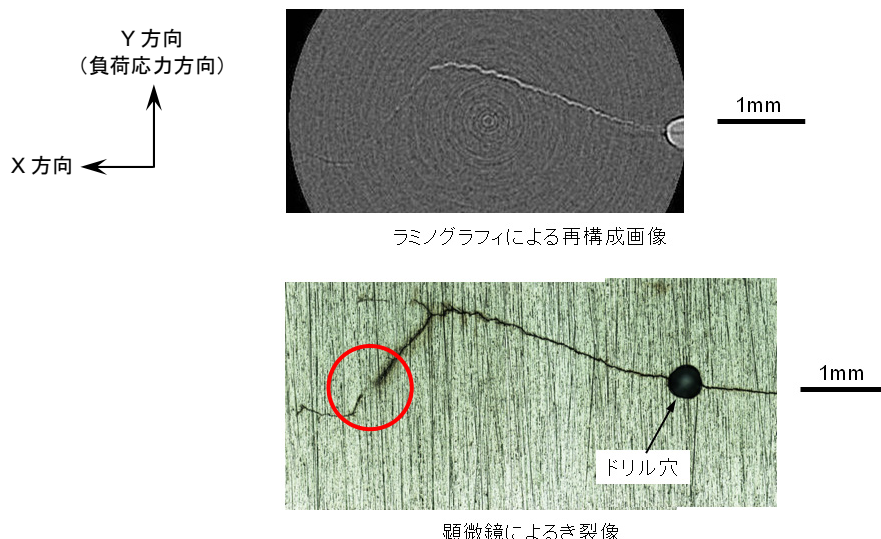 Y 方向
（負荷応力方向）
X 方向
1mm
ラミノグラフィによる再構成画像
1mm
ドリル穴
顕微鏡によるき裂像